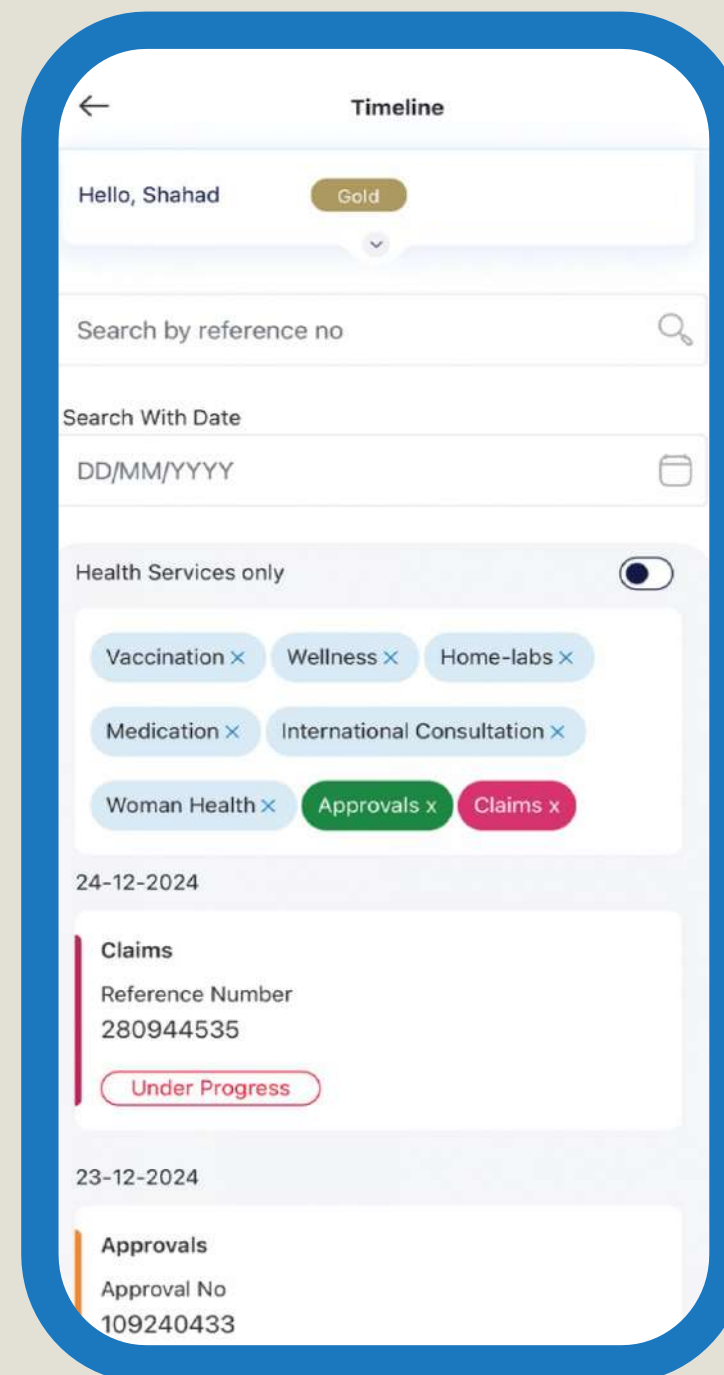 Timeline
Hello, Shahad Gold
Search by reference no
Search With Date
DD/MM/YYYY
Health Services only
Vaccination × Wellness × Home-labs ×
Medication × International Consultation ×
Woman Health × Approvals x Claims x
24-12-2024
Claims
Reference Number
280944535
Under Progress
23-12-2024
Approvals
Approval No
109240433